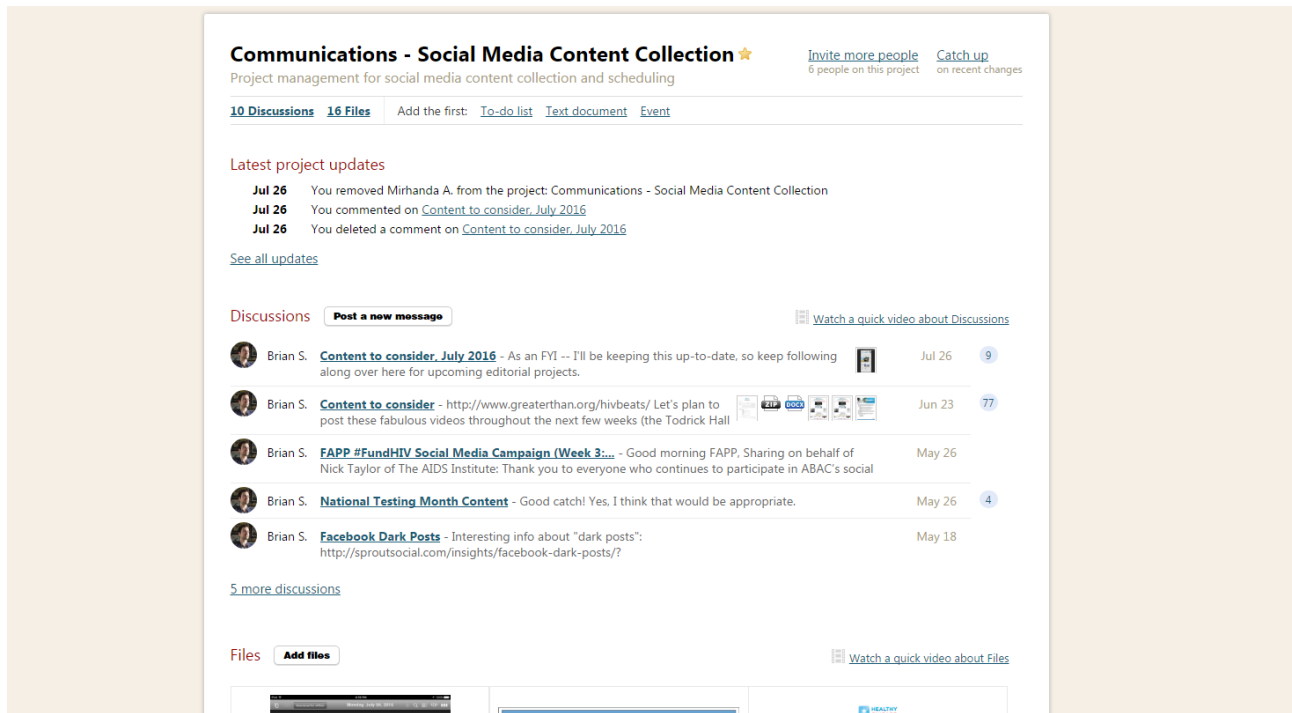 Communications - Social Media Content Collection
Invite more people
Catch up
Project management for social media content collection and scheduling
6 people on this project
on recent changes
10 Discussions 16 Files Add the first: To-do list Text document Event
Latest project updates
Jul 26 You removed Mirhanda A. from the project: Communications - Social Media Content Collection
Jul 26 You commented on Content to consider, July 2016
Jul 26 You deleted a comment on Content to consider, July 2016
See all updates
Discussions Post a new message Watch a quick video about Discussions
Brian S. Content to consider, July 2016 - As an FYI -- I'll be keeping this up-to-date, so keep following Jul 26 9
along over here for upcoming editorial projects.
Brian S. Content to consider - http://www.greaterthan.org/hivbeats/ Let's plan to ZIP DOCX Jun 23 77
post these fabulous videos throughout the next few weeks (the Todrick Hall
Brian S. FAPP #FundHIV Social Media Campaign (Week 3:... - Good morning FAPP, Sharing on behalf of May 26
Nick Taylor of The AIDS Institute: Thank you to everyone who continues to participate in ABAC's social
Brian S. National Testing Month Content - Good catch! Yes, I think that would be appropriate. May 26 4
Brian S. Facebook Dark Posts - Interesting info about "dark posts": May 18
http://sproutsocial.com/insights/facebook-dark-posts/?
5 more discussions
Files Add files Watch a quick video about Files
HEALTHY